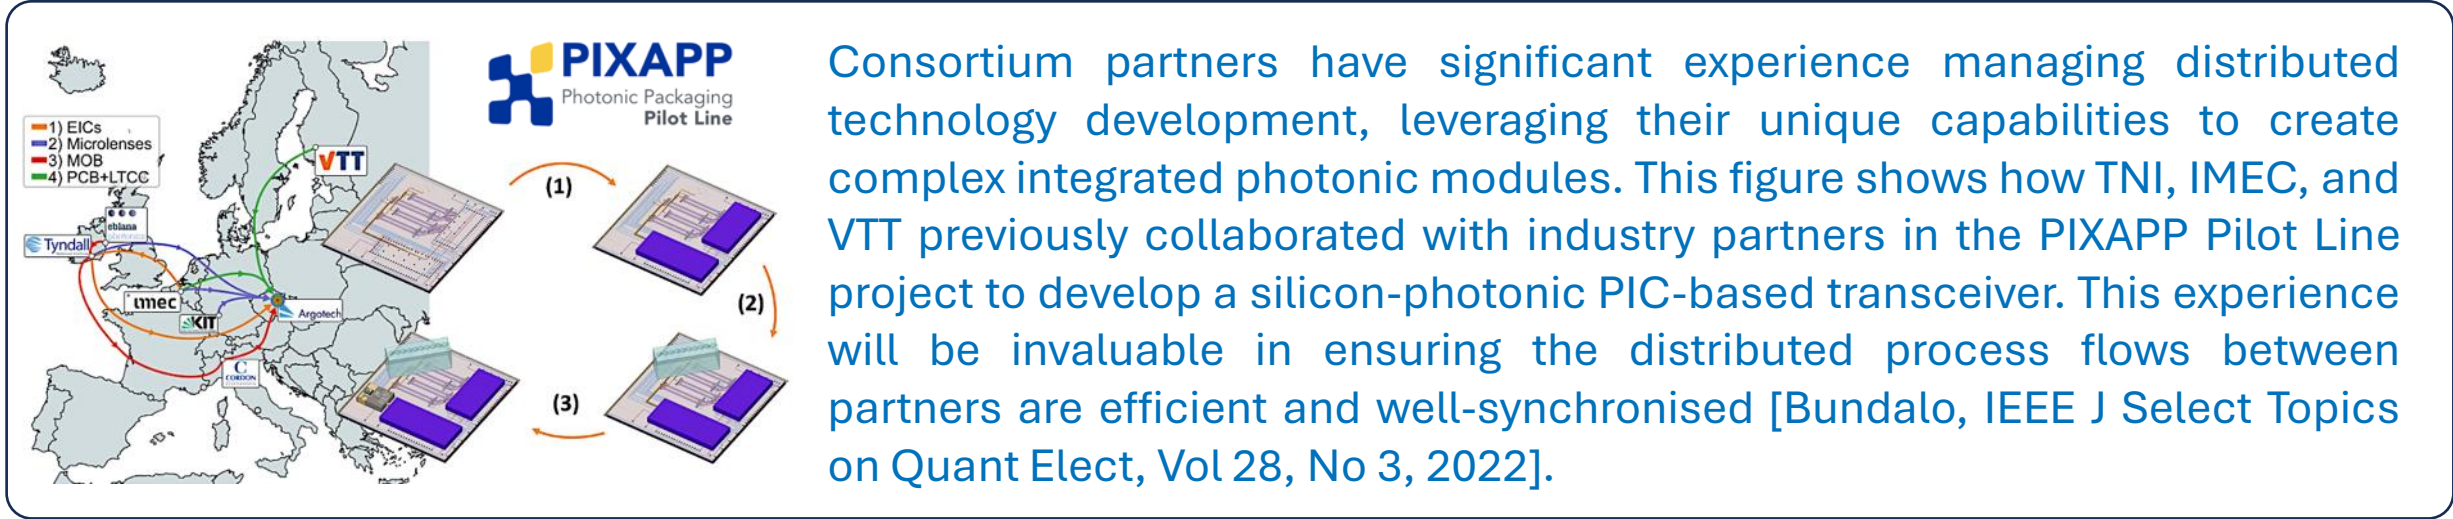 PIXAPP
Photonic Packaging
Pilot Line
1) EICs
2) Microlenses
3) MOB
4) PCB+LTCC
VTT
eblana
Tyndall
imec
KIT
Argotech
CORDON
(1)
(2)
(3)
Consortium partners have significant experience managing distributed
technology development, leveraging their unique capabilities to create
complex integrated photonic modules. This figure shows how TNI, IMEC, and
VTT previously collaborated with industry partners in the PIXAPP Pilot Line
project to develop a silicon-photonic PIC-based transceiver. This experience
will be invaluable in ensuring the distributed process flows between
partners are efficient and well-synchronised [Bundalo, IEEE J Select Topics
on Quant Elect, Vol 28, No 3, 2022].